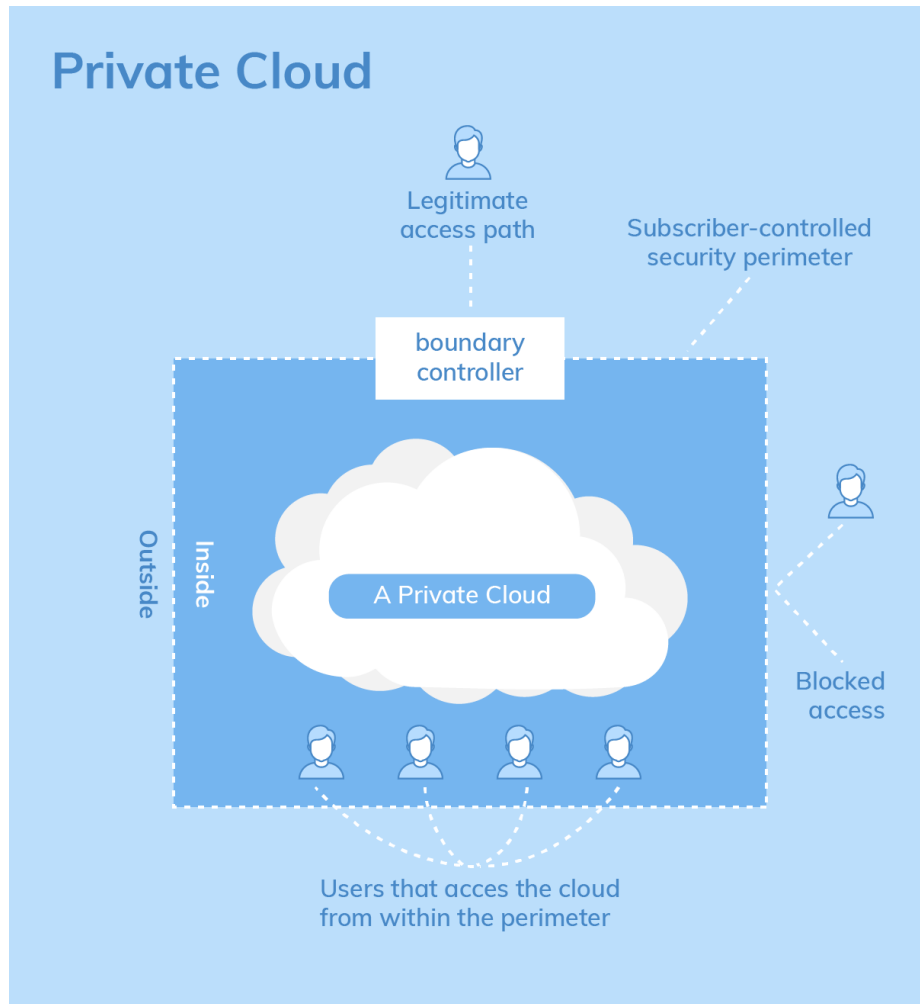 Private Cloud
Legitimate
access path
Subscriber-controlled
security perimeter
boundary
controller
Outside
Inside
A Private Cloud
Blocked
access
Users that acces the cloud
from within the perimeter